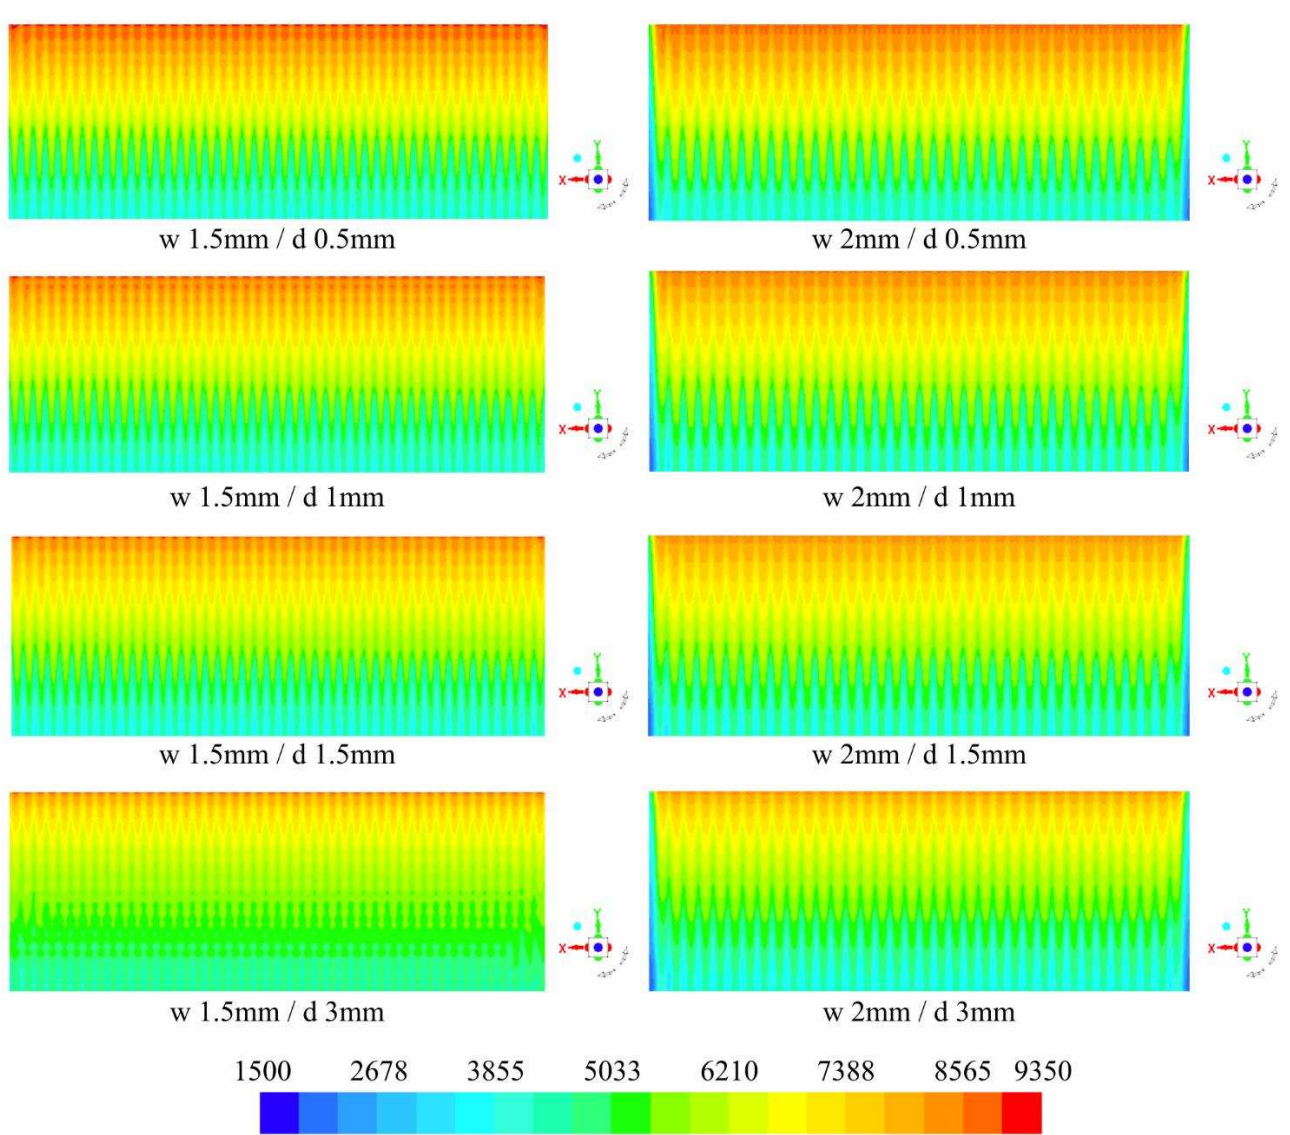 Y Y
X X
w 1.5mm / d 0.5mm w 2mm / d 0.5mm
Y Y
X X
w 1.5mm / d 1mm w 2mm / d 1mm
Y Y
X X
w 1.5mm / d 1.5mm w 2mm / d 1.5mm
Y Y
X X
w 1.5mm / d 3mm w 2mm / d 3mm
1500 2678 3855 5033 6210 7388 8565 9350